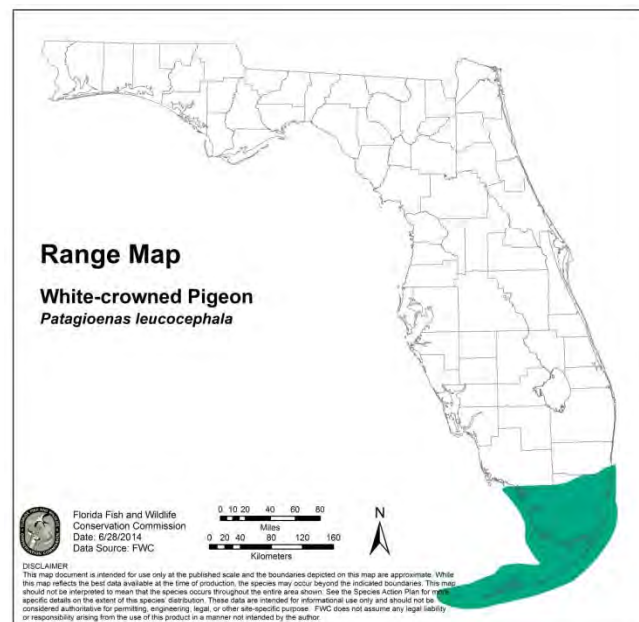 Range Map
White-crowned Pigeon
Patagioenas leucocephala
Florida Fish and Wildlife
Conservation Commission
Date: 6/28/2014
Data Source: FWC
0 10 20 40 60 80
Miles
0 20 40 80 120 160
Kilometers
N
DISCLAIMER
This map document is intended for use only at the published scale and the boundaries depicted on this map are approximate. While
this map reflects the best data available at the time of production, the species may occur beyond the indicated boundaries. This map
should not be interpreted to mean that the species occurs throughout the entire area shown. See the Species Action Plan for more
specific details on the extent of this species' distribution. These data are intended for informational use only and should not be
considered authoritative for permitting, engineering, legal, or other site-specific purpose. FWC does not assume any legal liability
or responsibility arising from the use of this product in a manner not intended by the author.